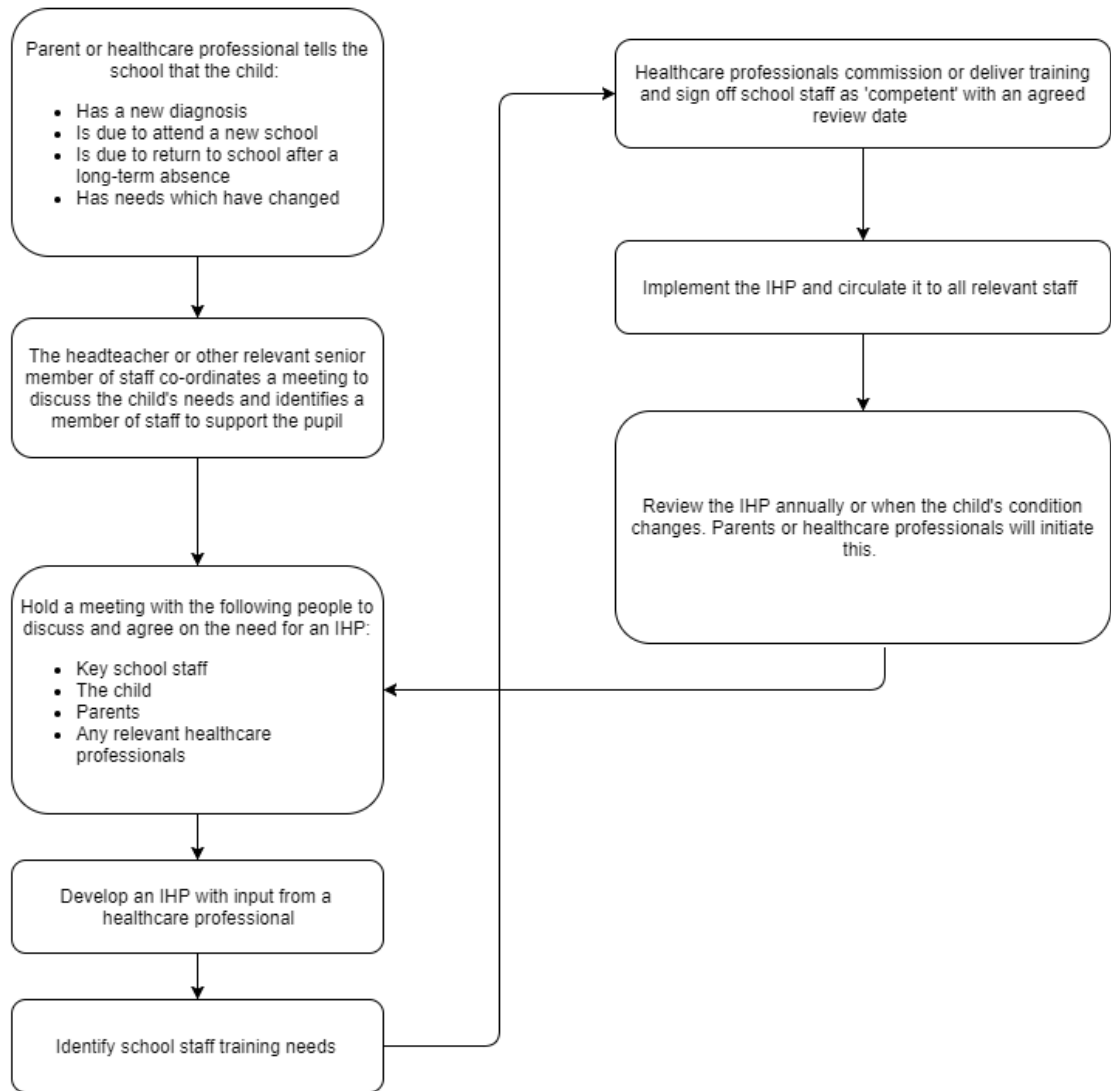 Parent or healthcare professional tells the
school that the child:
• Has a new diagnosis
• Is due to attend a new school
• Is due to return to school after a
long-term absence
• Has needs which have changed
The headteacher or other relevant senior
member of staff co-ordinates a meeting to
discuss the child's needs and identifies a
member of staff to support the pupil
Hold a meeting with the following people to
discuss and agree on the need for an IHP:
• Key school staff
• The child
• Parents
• Any relevant healthcare
professionals
Develop an IHP with input from a
healthcare professional
Identify school staff training needs
Healthcare professionals commission or deliver training
and sign off school staff as 'competent' with an agreed
review date
Implement the IHP and circulate it to all relevant staff
Review the IHP annually or when the child's condition
changes. Parents or healthcare professionals will initiate
this.